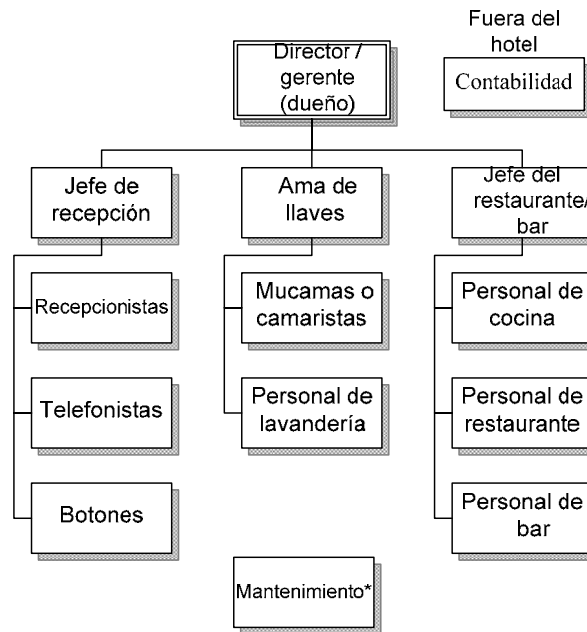 Fuera del
hotel
Director /
gerente
(dueño)
Contabilidad
Jefe de
recepción
Ama de
llaves
Jefe del
restaurante/
bar
Recepcionistas
Mucamas o
camaristas
Personal de
cocina
Telefonistas
Personal de
lavandería
Personal de
restaurante
Botones
Personal de
bar
Mantenimiento*